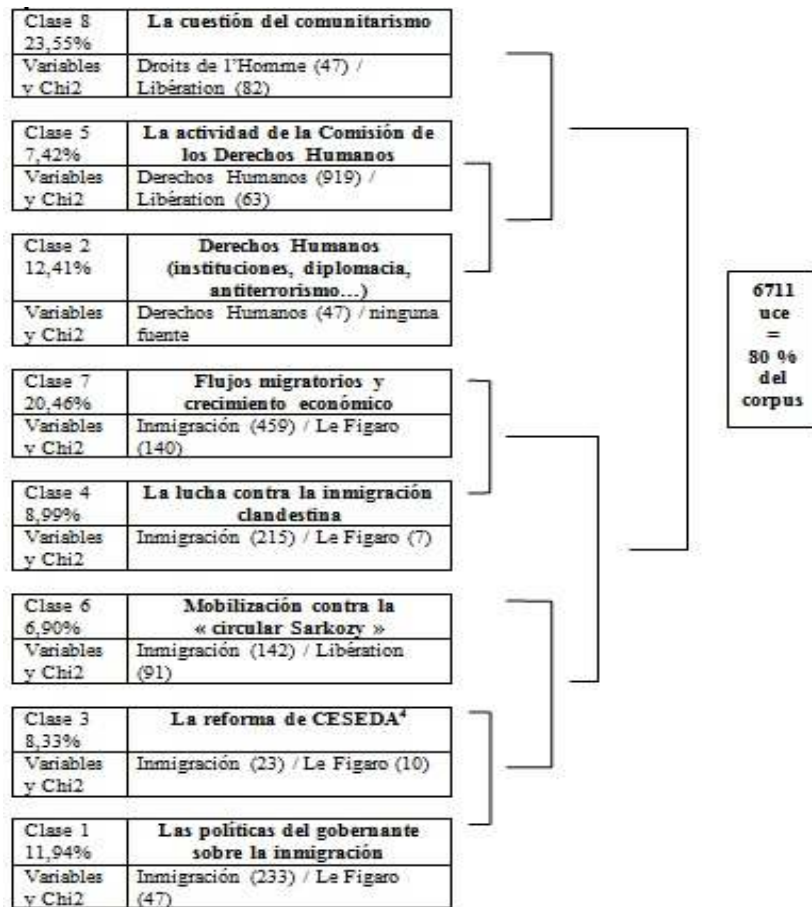 Clase 8
23,55%
La cuestión del comunitarismo
Variables
y Chi2
Droits de l'Homme (47) /
Libération (82)
Clase 5
7,42%
La actividad de la Comisión de
los Derechos Humanos
Variables
y Chi2
Derechos Humanos (919) /
Libération (63)
Clase 2
12,41%
Derechos Humanos
(instituciones, diplomacia,
antiterrorismo...)
Variables
y Chi2
Derechos Humanos (47) / ninguna
fuente
Clase 7
20,46%
Flujos migratorios y
crecimiento económico
Variables
y Chi2
Inmigración (459) / Le Figaro
(140)
Clase 4
8,99%
La lucha contra la inmigración
clandestina
Variables
y Chi2
Inmigración (215) / Le Figaro (7)
Clase 6
6,90%
Mobilización contra la
« circular Sarkozy »
Variables
y Chi2
Inmigración (142) / Libération
(91)
Clase 3
8,33%
La reforma de CESEDA⁴
Variables
y Chi2
Inmigración (23) / Le Figaro (10)
Clase 1
11,94%
Las políticas del gobernante
sobre la inmigración
Variables
y Chi2
Inmigración (233) / Le Figaro
(47)
6711
uce
=
80 %
del
corpus